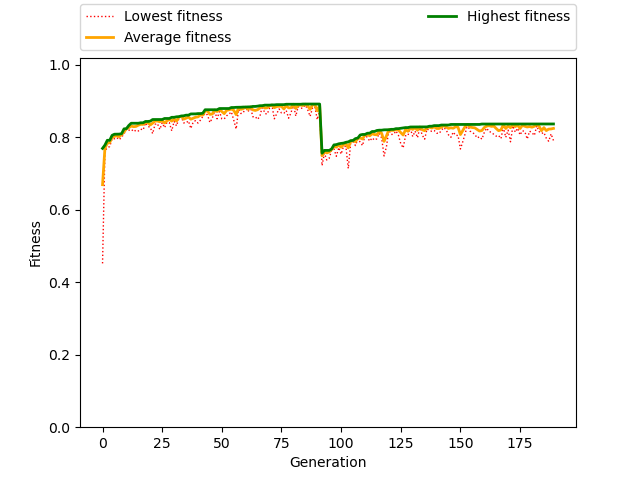 Lowest fitness
Average fitness
Highest fitness
1.0
0.8
0.6
0.4
0.2
0.0
Fitness
0 25 50 75 100 125 150 175
Generation